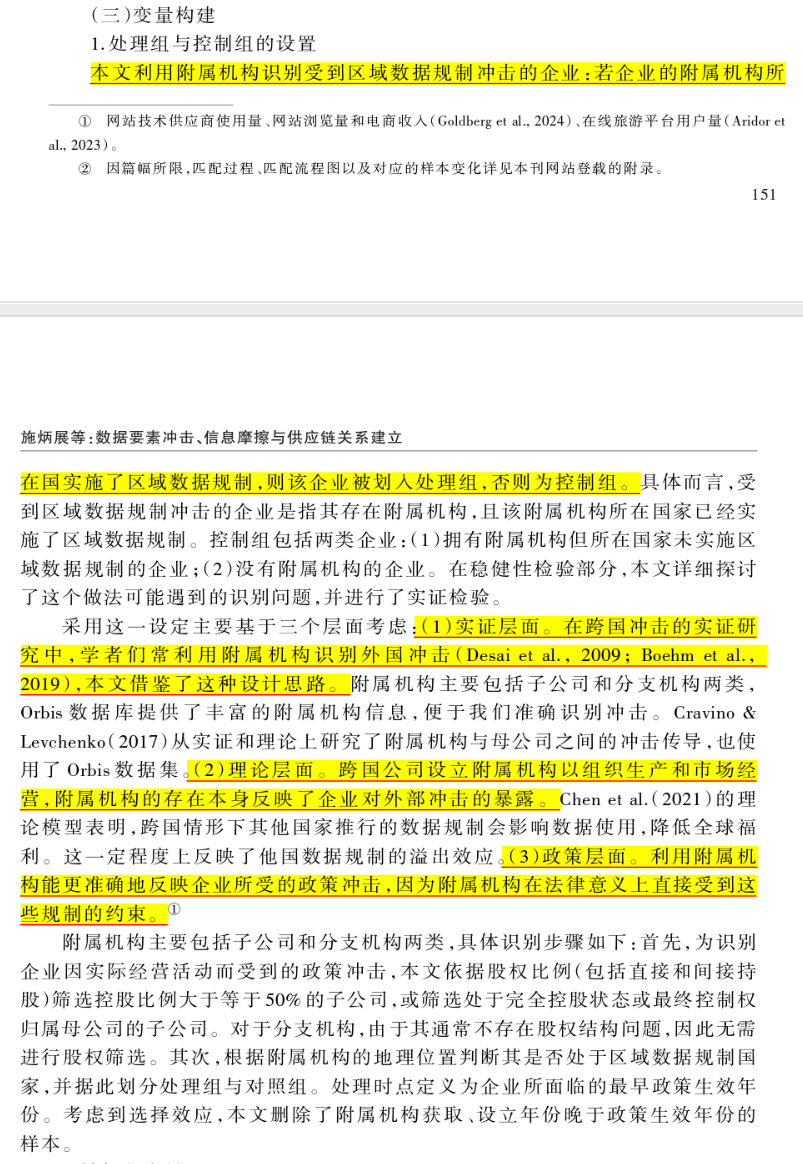 (三)变量构建
1.处理组与控制组的设置
本文利用附属机构识别受到区域数据规制冲击的企业:若企业的附属机构所
① 网站技术供应商使用量、网站浏览量和电商收入(Goldberg et al., 2024)、在线旅游平台用户量(Aridor et
al., 2023)。
② 因篇幅所限,匹配过程、匹配流程图以及对应的样本变化详见本刊网站登载的附录。
151
施炳展等:数据要素冲击、信息摩擦与供应链关系建立
在国实施了区域数据规制,则该企业被划入处理组,否则为控制组。具体而言,受
到区域数据规制冲击的企业是指其存在附属机构,且该附属机构所在国家已经实
施了区域数据规制。控制组包括两类企业:(1)拥有附属机构但所在国家未实施区
域数据规制的企业;(2)没有附属机构的企业。在稳健性检验部分,本文详细探讨
了这个做法可能遇到的识别问题,并进行了实证检验。
采用这一设定主要基于三个层面考虑:(1)实证层面。在跨国冲击的实证研
究中,学者们常利用附属机构识别外国冲击(Desai et al., 2009; Boehm et al.,
2019),本文借鉴了这种设计思路。附属机构主要包括子公司和分支机构两类,
Orbis 数据库提供了丰富的附属机构信息,便于我们准确识别冲击。Cravino &
Levchenko(2017)从实证和理论上研究了附属机构与母公司之间的冲击传导,也使
用了 Orbis 数据集。(2)理论层面。跨国公司设立附属机构以组织生产和市场经
营,附属机构的存在本身反映了企业对外部冲击的暴露。Chen et al.(2021)的理
论模型表明,跨国情形下其他国家推行的数据规制会影响数据使用,降低全球福
利。这一定程度上反映了他国数据规制的溢出效应。(3)政策层面。利用附属机
构能更准确地反映企业所受的政策冲击,因为附属机构在法律意义上直接受到这
些规制的约束。①
附属机构主要包括子公司和分支机构两类,具体识别步骤如下:首先,为识别
企业因实际经营活动而受到的政策冲击,本文依据股权比例(包括直接和间接持
股)筛选控股比例大于等于50%的子公司,或筛选处于完全控股状态或最终控制权
归属母公司的子公司。对于分支机构,由于其通常不存在股权结构问题,因此无需
进行股权筛选。其次,根据附属机构的地理位置判断其是否处于区域数据规制国
家,并据此划分处理组与对照组。处理时点定义为企业所面临的最早政策生效年
份。考虑到选择效应,本文删除了附属机构获取、设立年份晚于政策生效年份的
样本。